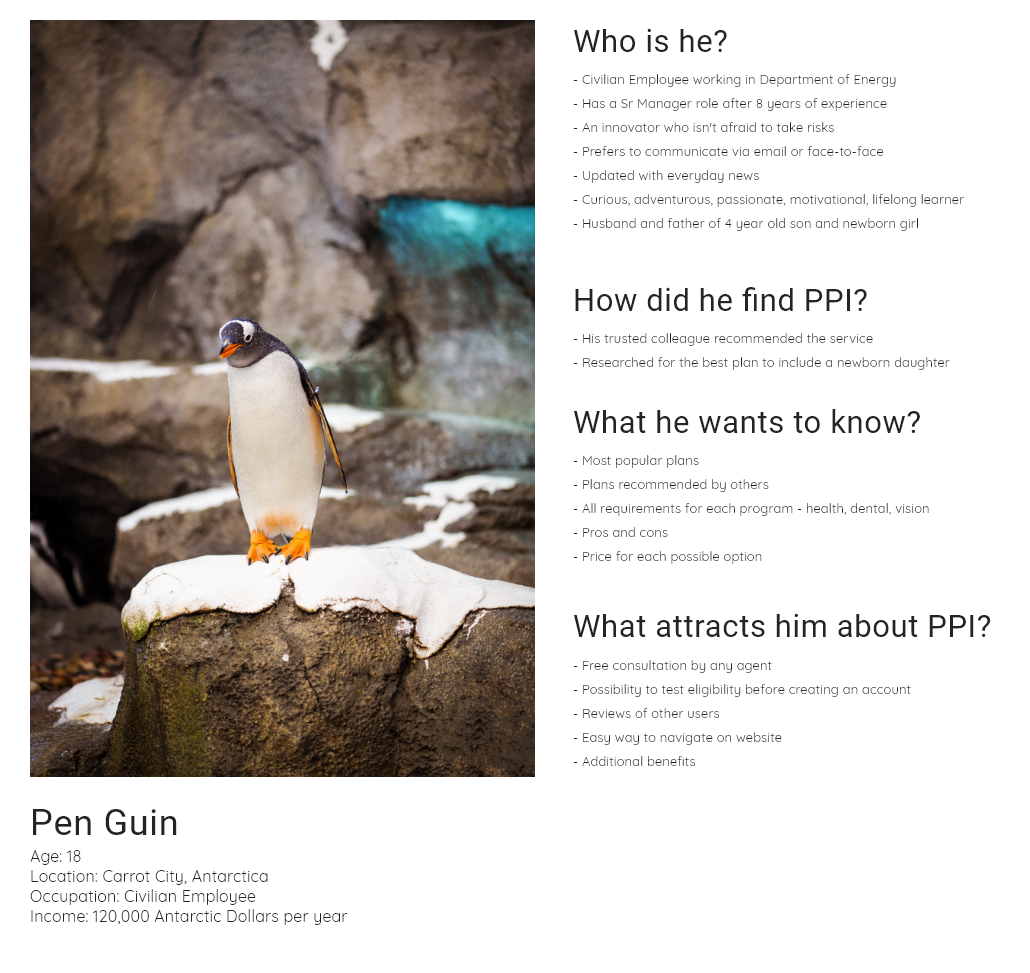 Who is he?
- Civilian Employee working in Department of Energy
- Has a Sr Manager role after 8 years of experience
- An innovator who isn't afraid to take risks
- Prefers to communicate via email or face-to-face
- Updated with everyday news
- Curious, adventurous, passionate, motivational, lifelong learner
- Husband and father of 4 year old son and newborn girl
How did he find PPI?
- His trusted colleague recommended the service
- Researched for the best plan to include a newborn daughter
What he wants to know?
- Most popular plans
- Plans recommended by others
- All requirements for each program - health, dental, vision
- Pros and cons
- Price for each possible option
What attracts him about PPI?
- Free consultation by any agent
- Possibility to test eligibility before creating an account
- Reviews of other users
- Easy way to navigate on website
- Additional benefits
Pen Guin
Age: 18
Location: Carrot City, Antarctica
Occupation: Civilian Employee
Income: 120,000 Antarctic Dollars per year